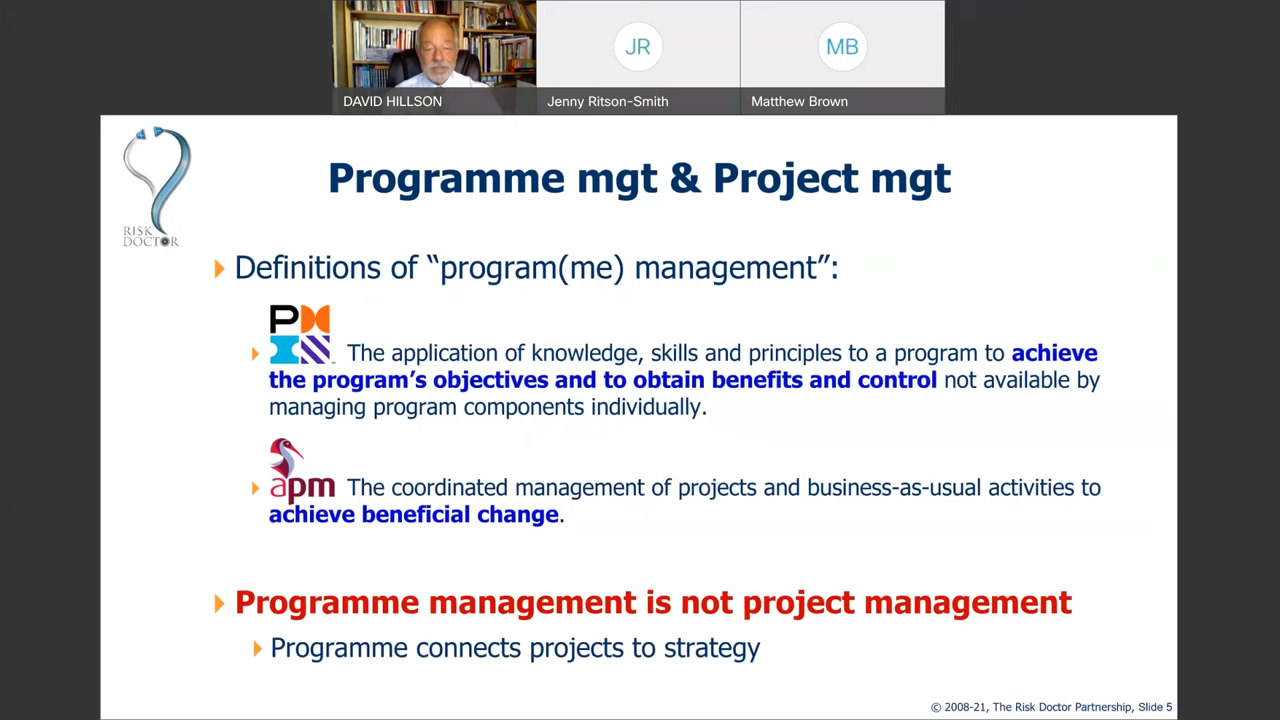 JR
MB
DAVID HILLSON
Jenny Ritson-Smith
Matthew Brown
RISK
DOCTOR
Programme mgt & Project mgt
Definitions of “program(me) management”:
PMI
The application of knowledge, skills and principles to a program to achieve
the program’s objectives and to obtain benefits and control not available by
managing program components individually.
apm The coordinated management of projects and business-as-usual activities to
achieve beneficial change.
Programme management is not project management
Programme connects projects to strategy
© 2008-21, The Risk Doctor Partnership, Slide 5